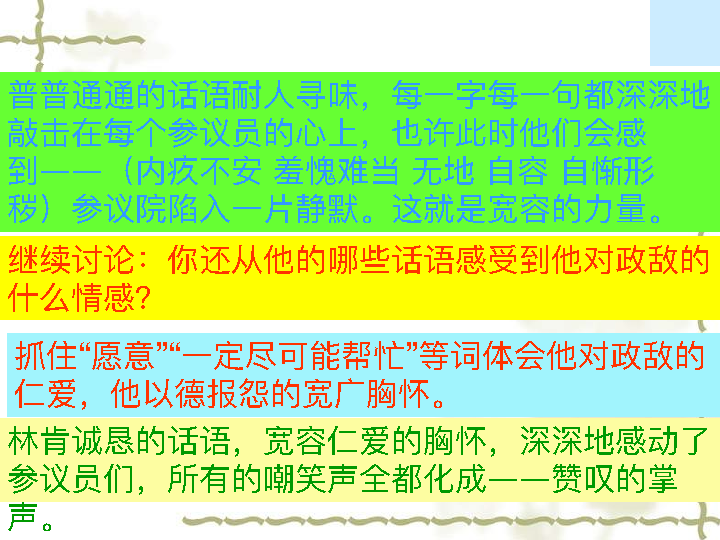 普普通通的话语耐人寻味，每一字每一句都深深地
敲击在每个参议员的心上，也许此时他们会感
到——（内疚不安 羞愧难当 无地 自容 自惭形
秽）参议院陷入一片静默。这就是宽容的力量。
继续讨论：你还从他的哪些话语感受到他对政敌的
什么情感？
抓住“愿意”“一定尽可能帮忙”等词体会他对政敌的
仁爱，他以德报怨的宽广胸怀。
林肯诚恳的话语，宽容仁爱的胸怀，深深地感动了
参议员们，所有的嘲笑声全都化成——赞叹的掌
声。